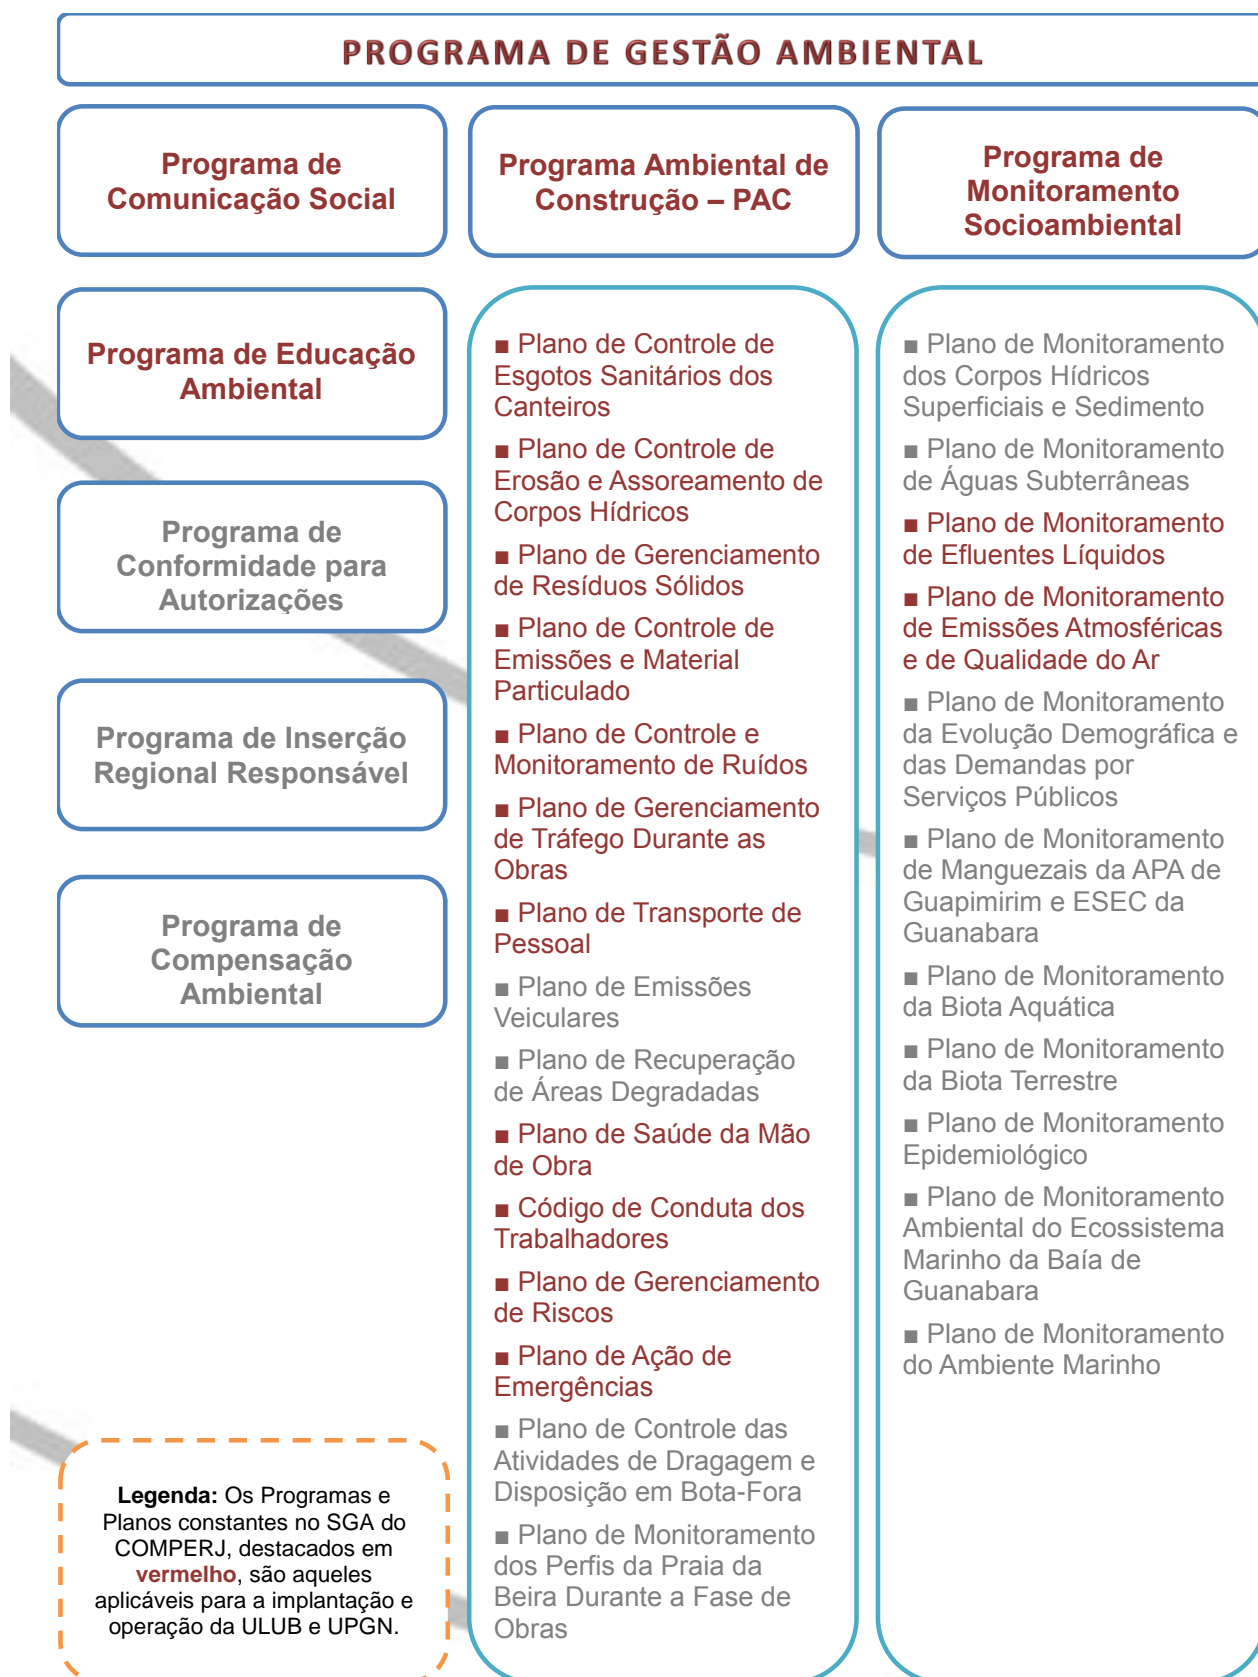 PROGRAMA DE GESTÃO AMBIENTAL
Programa de
Comunicação Social
Programa de Educação
Ambiental
Programa de
Conformidade para
Autorizações
Programa de Inserção
Regional Responsável
Programa de
Compensação
Ambiental
Legenda: Os Programas e
Planos constantes no SGA do
COMPERJ, destacados em
vermelho, são aqueles
aplicáveis para a implantação e
operação da ULUB e UPGN.
Programa Ambiental de
Construção – PAC
■ Plano de Controle de
Esgotos Sanitários dos
Canteiros
■ Plano de Controle de
Erosão e Assoreamento de
Corpos Hídricos
■ Plano de Gerenciamento
de Resíduos Sólidos
■ Plano de Controle de
Emissões e Material
Particulado
■ Plano de Controle e
Monitoramento de Ruídos
■ Plano de Gerenciamento
de Tráfego Durante as
Obras
■ Plano de Transporte de
Pessoal
■ Plano de Emissões
Veiculares
■ Plano de Recuperação
de Áreas Degradadas
■ Plano de Saúde da Mão
de Obra
■ Código de Conduta dos
Trabalhadores
■ Plano de Gerenciamento
de Riscos
■ Plano de Ação de
Emergências
■ Plano de Controle das
Atividades de Dragagem e
Disposição em Bota-Fora
■ Plano de Monitoramento
dos Perfis da Praia da
Beira Durante a Fase de
Obras
Programa de
Monitoramento
Socioambiental
■ Plano de Monitoramento
dos Corpos Hídricos
Superficiais e Sedimento
■ Plano de Monitoramento
de Águas Subterrâneas
■ Plano de Monitoramento
de Efluentes Líquidos
■ Plano de Monitoramento
de Emissões Atmosféricas
e de Qualidade do Ar
■ Plano de Monitoramento
da Evolução Demográfica e
das Demandas por
Serviços Públicos
■ Plano de Monitoramento
de Manguezais da APA de
Guapimirim e ESEC da
Guanabara
■ Plano de Monitoramento
da Biota Aquática
■ Plano de Monitoramento
da Biota Terrestre
■ Plano de Monitoramento
Epidemiológico
■ Plano de Monitoramento
Ambiental do Ecossistema
Marinho da Baía de
Guanabara
■ Plano de Monitoramento
do Ambiente Marinho